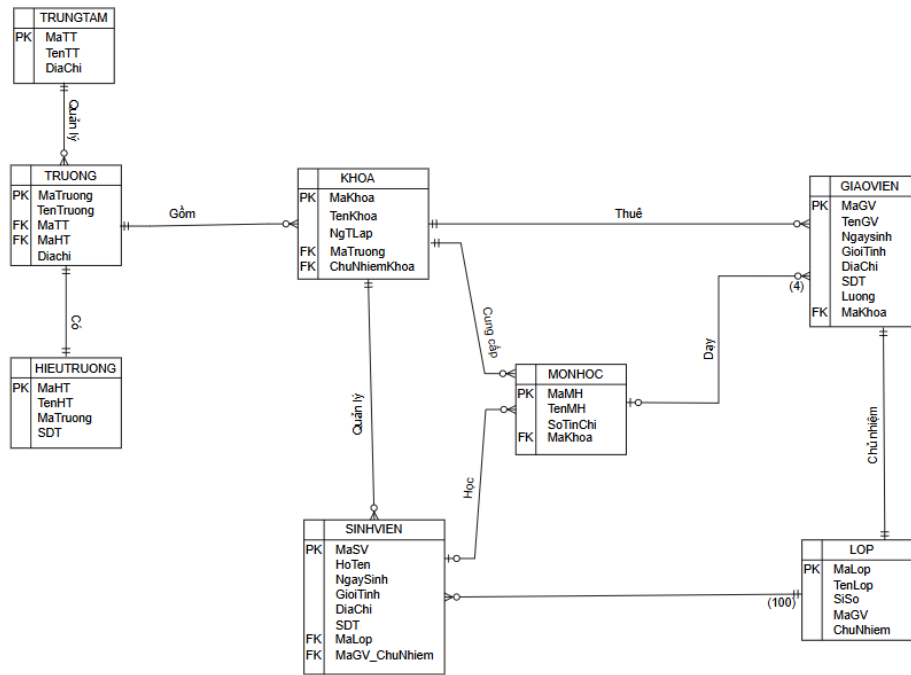 TRUNGTAM
PK MaTT
TenTT
DiaChi
Quản lý
TRUONG
PK MaTruong
TenTruong
FK MaTT
FK MaHT
Diachi
Có
HIEUTRUONG
PK MaHT
TenHT
MaTruong
SDT
Gồm
KHOA
PK MaKhoa
TenKhoa
NgTLap
FK MaTruong
FK ChuNhiemKhoa
Thuê
GIAOVIEN
PK MaGV
TenGV
Ngaysinh
GioiTinh
DiaChi
SDT
Luong
FK MaKhoa
(4)
Cung cấp
Dạy
MONHOC
PK MaMH
TenMH
SoTinChi
FK MaKhoa
Quản lý
Học
Chủ nhiệm
SINHVIEN
PK MaSV
HoTen
NgaySinh
GioiTinh
DiaChi
SDT
FK MaLop
FK MaGV_ChuNhiem
(100)
LOP
PK MaLop
TenLop
SiSo
MaGV
ChuNhiem